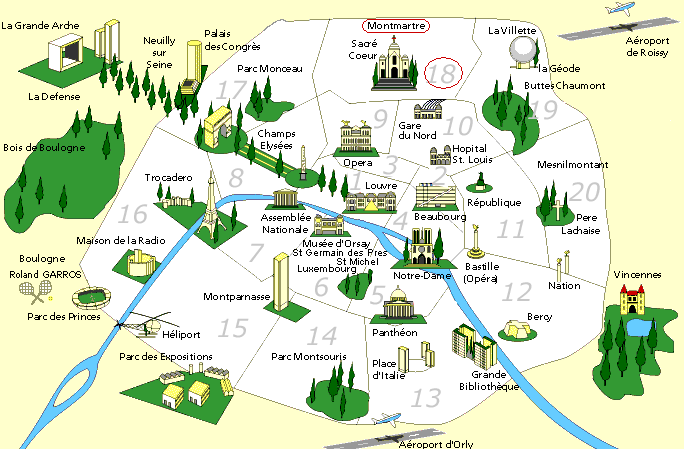 La Grande Arche
Neuilly
sur
Seine
Palais
des Congrès
Montmartre
Sacré
Coeur
18
La Villette
Aéroport
de Roissy
la Géode
La Defense
Parc Monceau
17
Buttes Chaumont
19
9
10
Gare
du Nord
Bois de Boulogne
Champs
Elysées
Opera
3
Hopital
St. Louis
Mesnilmontant
Trocadero
8
1
Louvre
2
Beaubourg
République
20
Pere
Lachaise
16
Assemblée
Nationale
4
11
Maison de la Radio
7
Musée d'Orsay
St Germain des Pres
St Michel
Luxembourg
Notre-Dame
Bastille
(Opéra)
Boulogne
Roland GARROS
Parc des Princes
Montparnasse
6
5
12
Nation
Vincennes
Héliport
15
14
Panthéon
Bercy
Parc des Expositions
Parc Montsouris
Place
d'Italie
Grande
Bibliothèque
13
Aéroport d'Orly